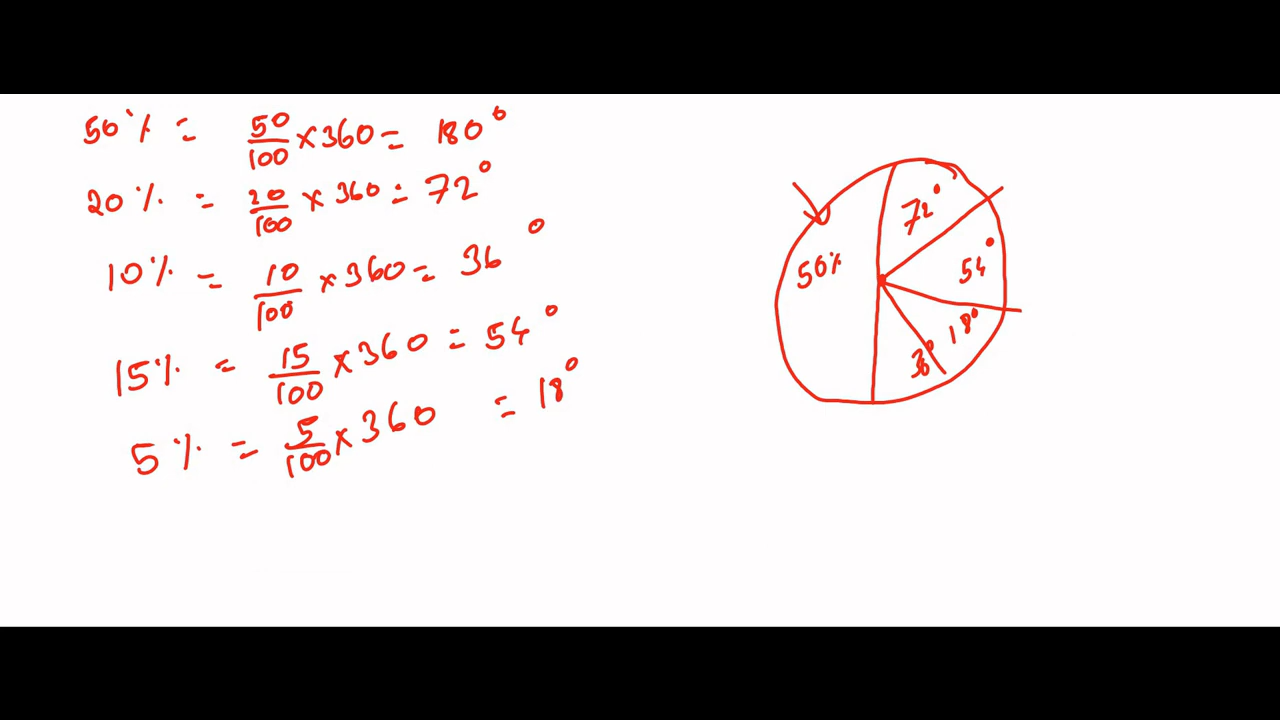 50% = 50/100 × 360 = 180°
20% = 20/100 × 360 = 72°
10% = 10/100 × 360 = 36°
15% = 15/100 × 360 = 54°
5% = 5/100 × 360 = 18°
72°
50%
54°
18°
36°